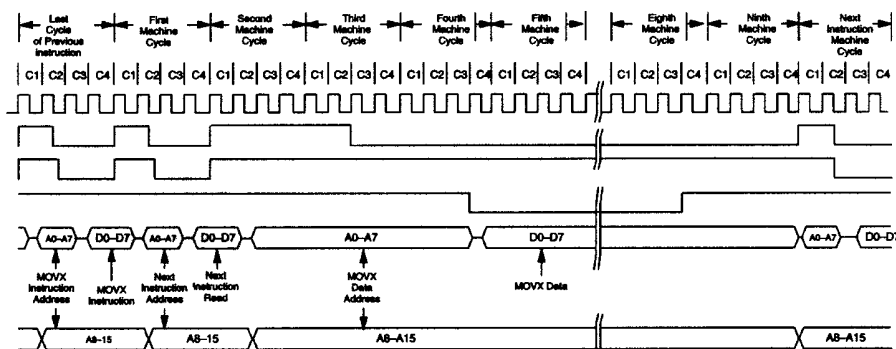 Last Cycle of Previous Instruction
First Machine Cycle
Second Machine Cycle
Third Machine Cycle
Fourth Machine Cycle
Fifth Machine Cycle
Eighth Machine Cycle
Ninth Machine Cycle
Next Instruction Machine Cycle
C1 C2 C3 C4 C1 C2 C3 C4 C1 C2 C3 C4 C1 C2 C3 C4 C1 C2 C3 C4 C1 C2 C3 C4 C1 C2 C3 C4 C1 C2 C3 C4 C1 C2 C3 C4
A0–A7 D0–D7 A0–A7 D0–D7 A0–A7 D0–D7 A0–A7 D0–D7
MOVX Instruction Address
MOVX Instruction
Next Instruction Address
Next Instruction Read
MOVX Data Address
MOVX Data
A8–15 A8–15 A8–A15 A8–A15